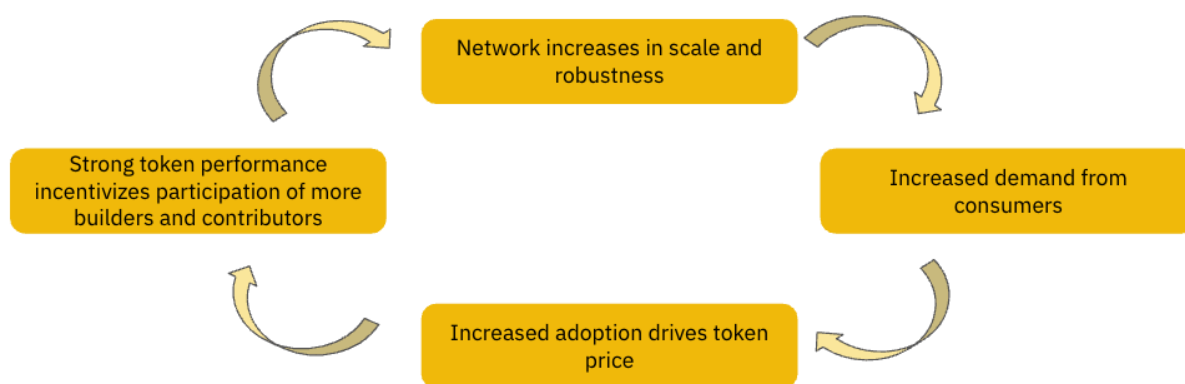 Network increases in scale and
robustness
Strong token performance
incentivizes participation of more
builders and contributors
Increased demand from
consumers
Increased adoption drives token
price